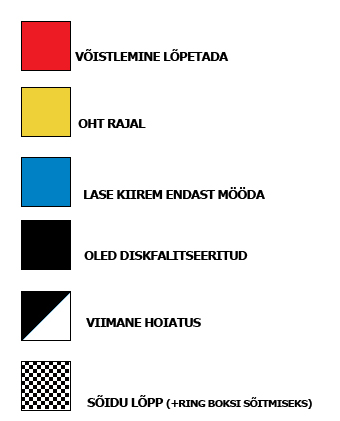 VÕISTLEMINE LÕPETADA
OHT RAJAL
LASE KIIREM ENDAST MÖÖDA
OLED DISKFALITSEERITUD
VIIMANE HOIATUS
SÕIDU LÕPP (+RING BOKSI SÕITMISEKS)